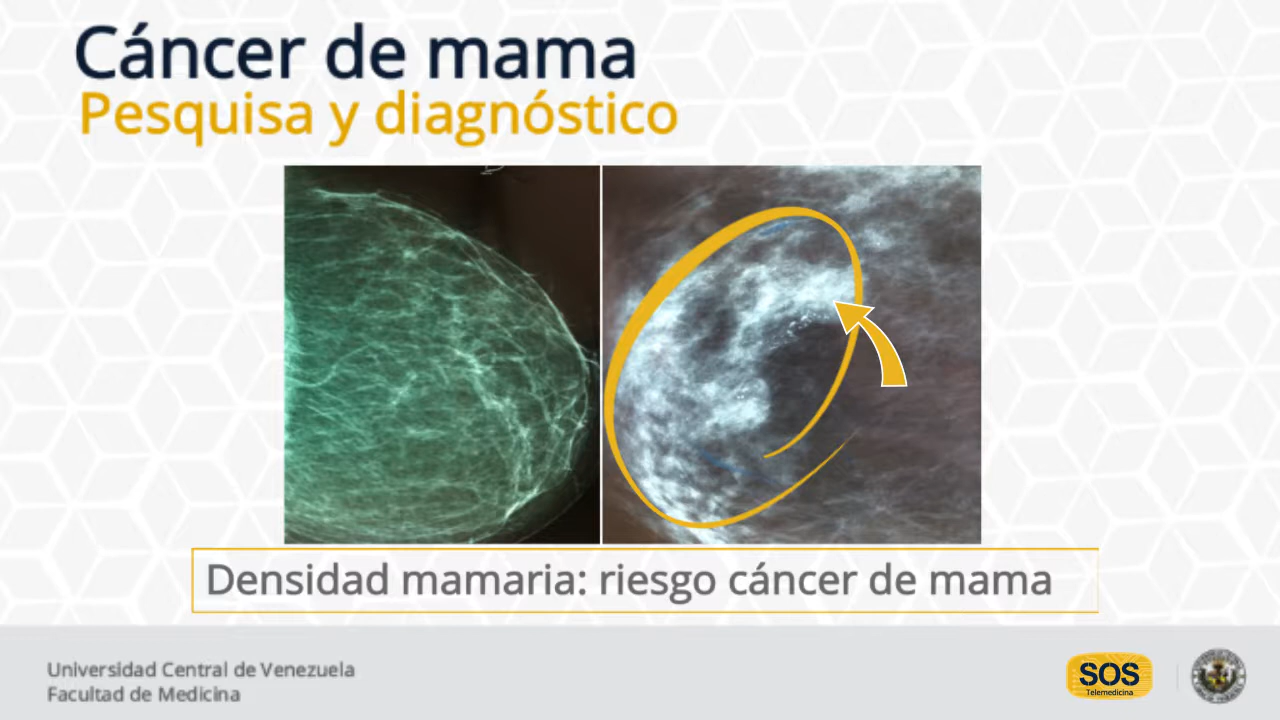 Cáncer de mama
Pesquisa y diagnóstico
Densidad mamaria: riesgo cáncer de mama
Universidad Central de Venezuela
Facultad de Medicina
SOS
Telemedicina